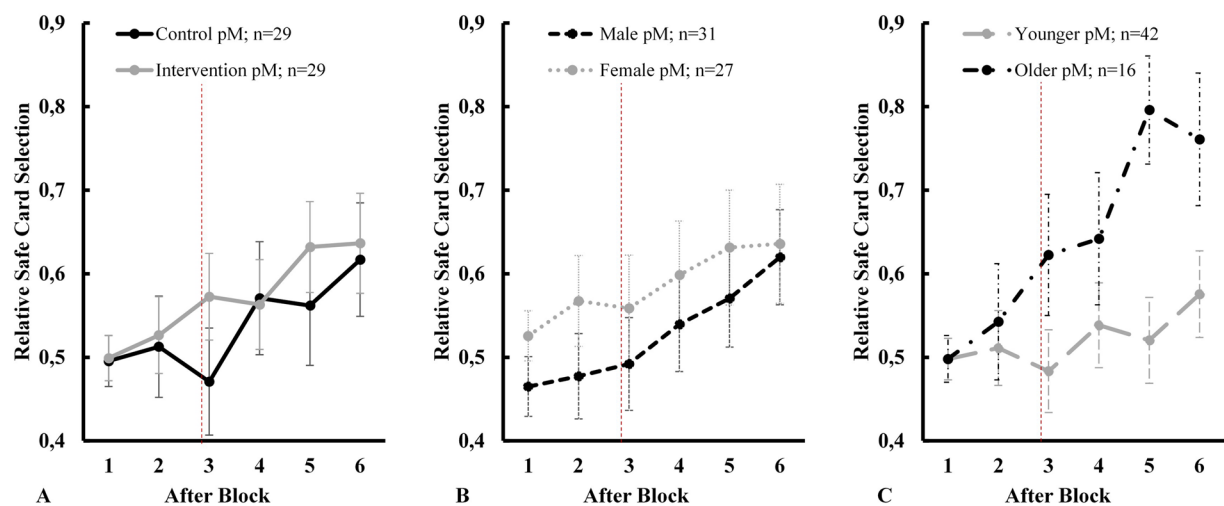 0,9
0,8
0,7
0,6
0,5
0,4
Relative Safe Card Selection
Control pM; n=29
Intervention pM; n=29
1 2 3 4 5 6
A After Block
0,9
0,8
0,7
0,6
0,5
0,4
Relative Safe Card Selection
Male pM; n=31
Female pM; n=27
1 2 3 4 5 6
B After Block
0,9
0,8
0,7
0,6
0,5
0,4
Relative Safe Card Selection
Younger pM; n=42
Older pM; n=16
1 2 3 4 5 6
C After Block